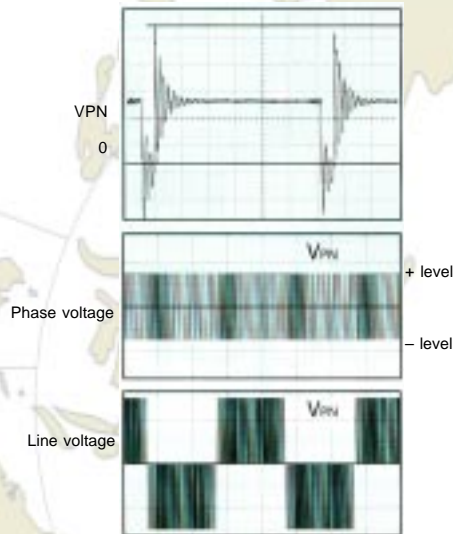 VPN
0
VPN
+ level
Phase voltage
– level
VPN
Line voltage